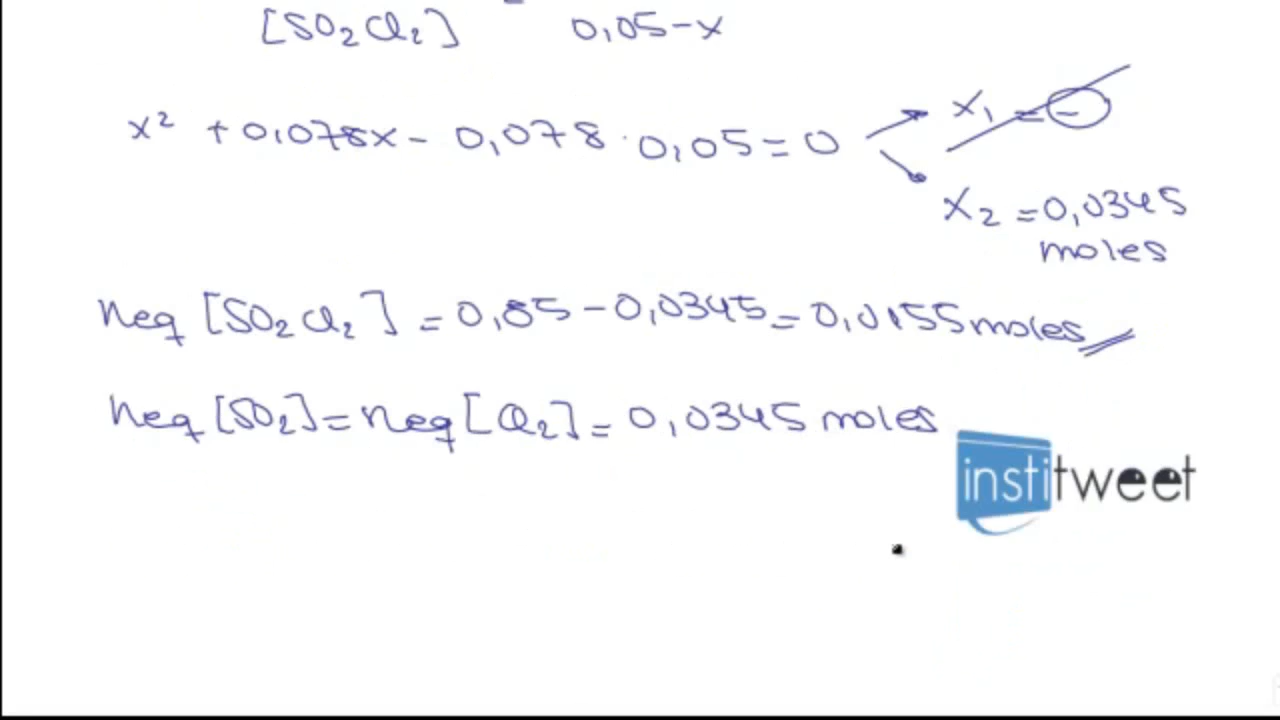 [SO2Cl2] = 0,05-x
x² + 0,078x - 0,078 · 0,05 = 0
x1 = -
x2 = 0,0345
moles
neq [SO2Cl2] = 0,05 - 0,0345 = 0,0155 moles
neq [SO2] = neq [Cl2] = 0,0345 moles
institweet